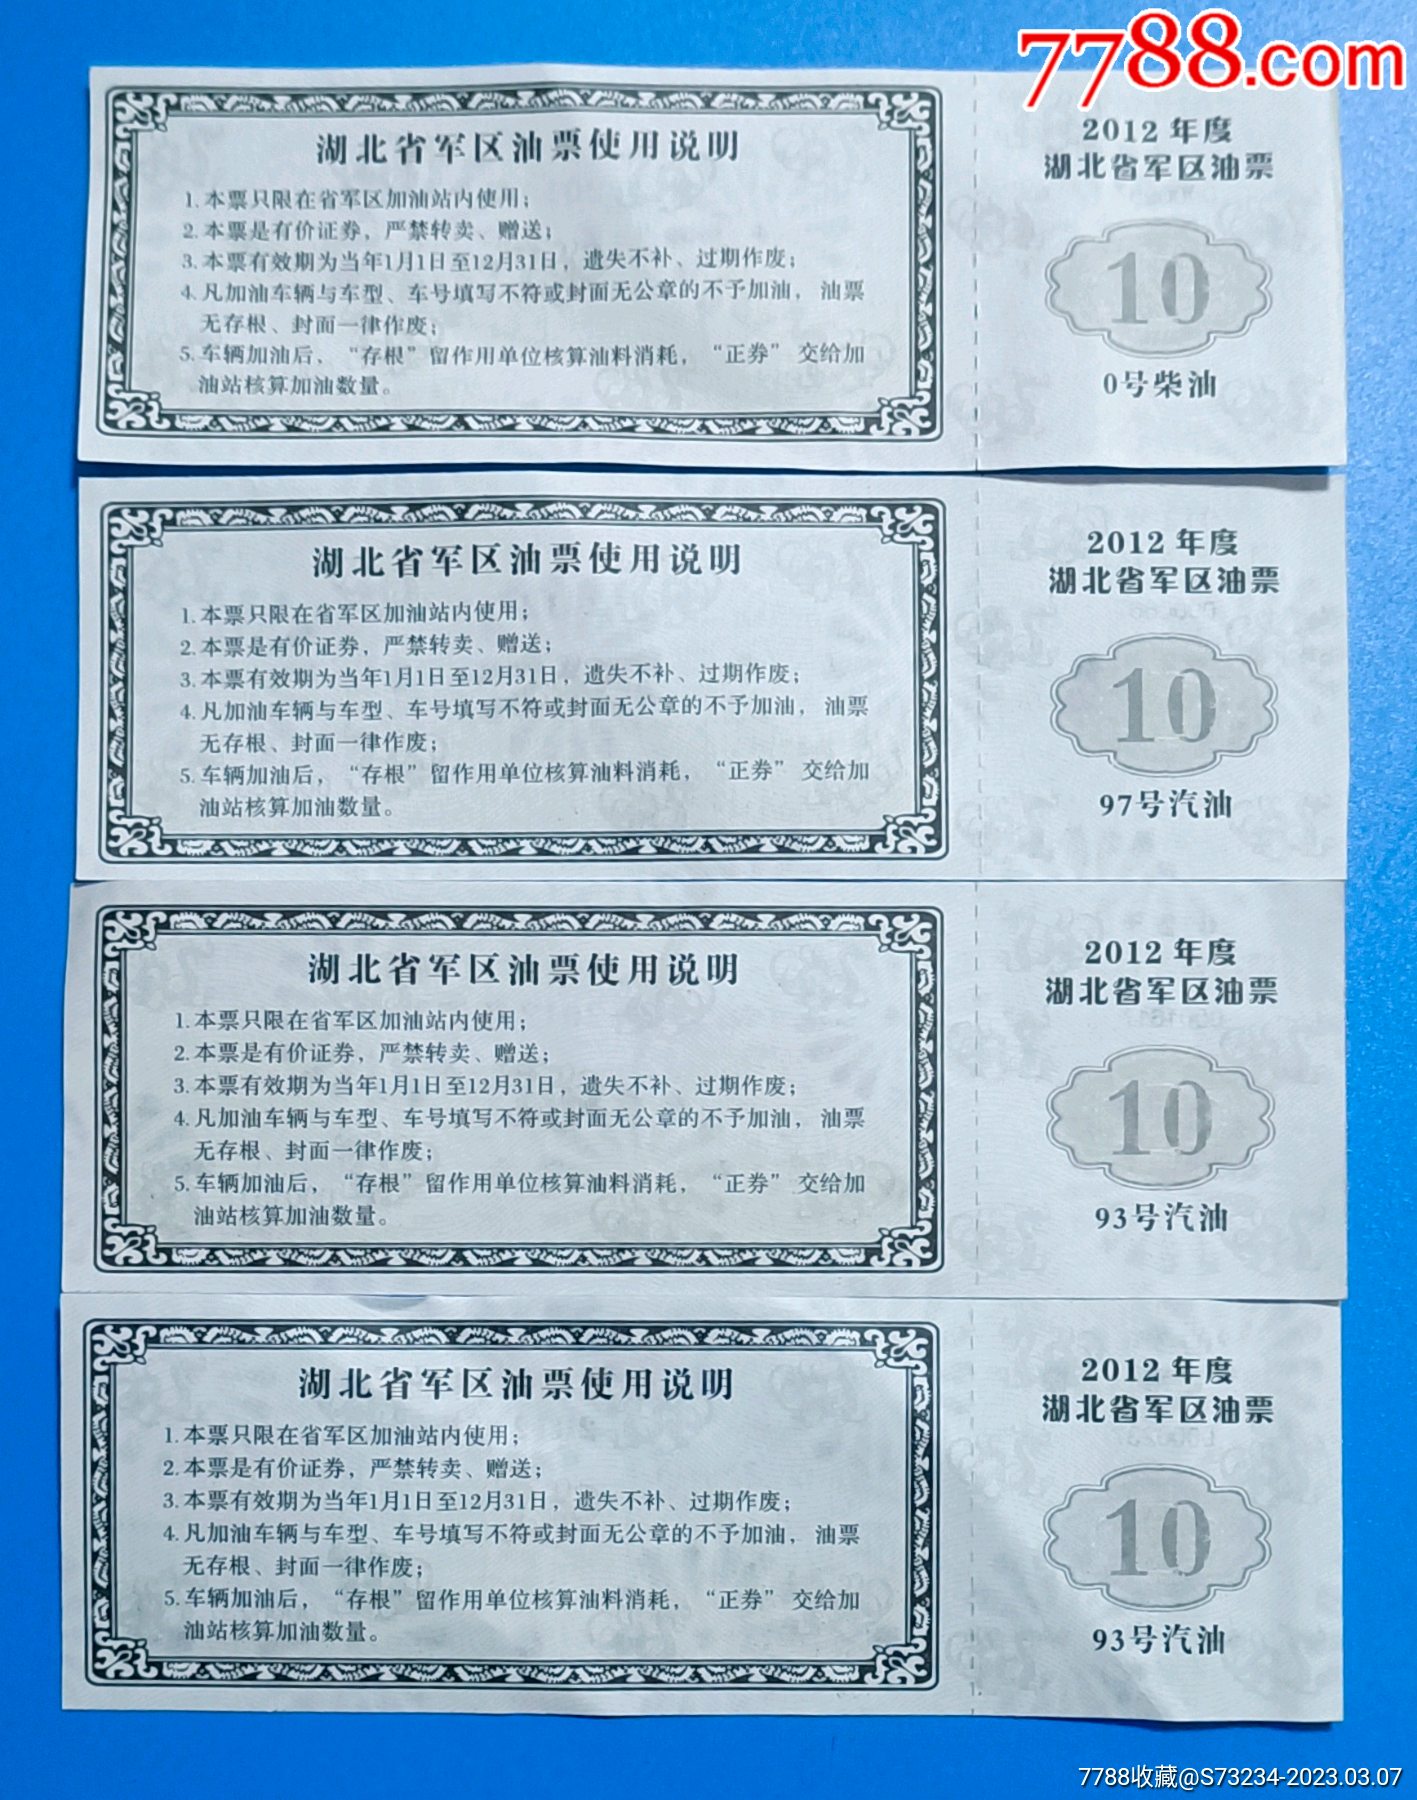 7788.com
湖北省军区油票使用说明
1. 本票只限在省军区加油站内使用；
2. 本票是有价证券，严禁转卖、赠送；
3. 本票有效期为当年1月1日至12月31日，遗失不补、过期作废；
4. 凡加油车辆与车型、车号填写不符或封面无公章的不予加油，油票
无存根、封面一律作废；
5. 车辆加油后，“存根”留作用单位核算油料消耗，“正券”交给加
油站核算加油数量。
2012 年度
湖北省军区油票
10
0号柴油
湖北省军区油票使用说明
1. 本票只限在省军区加油站内使用；
2. 本票是有价证券，严禁转卖、赠送；
3. 本票有效期为当年1月1日至12月31日，遗失不补、过期作废；
4. 凡加油车辆与车型、车号填写不符或封面无公章的不予加油，油票
无存根、封面一律作废；
5. 车辆加油后，“存根”留作用单位核算油料消耗，“正券”交给加
油站核算加油数量。
2012 年度
湖北省军区油票
10
97号汽油
湖北省军区油票使用说明
1. 本票只限在省军区加油站内使用；
2. 本票是有价证券，严禁转卖、赠送；
3. 本票有效期为当年1月1日至12月31日，遗失不补、过期作废；
4. 凡加油车辆与车型、车号填写不符或封面无公章的不予加油，油票
无存根、封面一律作废；
5. 车辆加油后，“存根”留作用单位核算油料消耗，“正券”交给加
油站核算加油数量。
2012 年度
湖北省军区油票
10
93号汽油
湖北省军区油票使用说明
1. 本票只限在省军区加油站内使用；
2. 本票是有价证券，严禁转卖、赠送；
3. 本票有效期为当年1月1日至12月31日，遗失不补、过期作废；
4. 凡加油车辆与车型、车号填写不符或封面无公章的不予加油，油票
无存根、封面一律作废；
5. 车辆加油后，“存根”留作用单位核算油料消耗，“正券”交给加
油站核算加油数量。
2012 年度
湖北省军区油票
10
93号汽油
7788收藏@S73234-2023.03.07